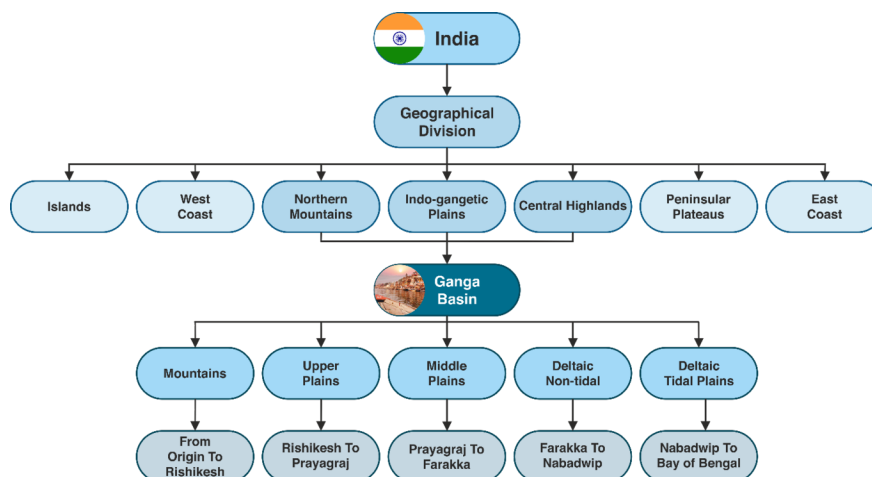 India
Geographical
Division
Islands
West
Coast
Northern
Mountains
Indo-gangetic
Plains
Central Highlands
Peninsular
Plateaus
East
Coast
Ganga
Basin
Mountains
Upper
Plains
Middle
Plains
Deltaic
Non-tidal
Deltaic
Tidal Plains
From
Origin To
Rishikesh
Rishikesh To
Prayagraj
Prayagraj To
Farakka
Farakka To
Nabadwip
Nabadwip To
Bay of Bengal